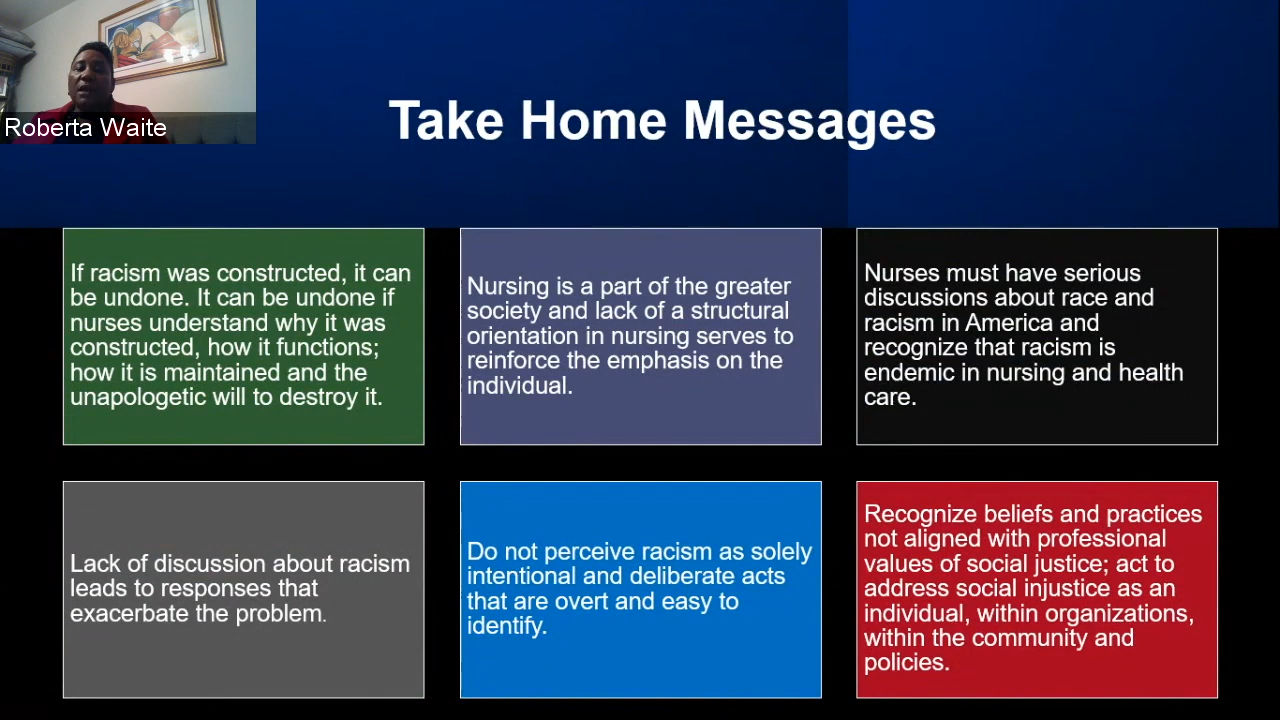 Roberta Waite
Take Home Messages
If racism was constructed, it can
be undone. It can be undone if
nurses understand why it was
constructed, how it functions;
how it is maintained and the
unapologetic will to destroy it.
Nursing is a part of the greater
society and lack of a structural
orientation in nursing serves to
reinforce the emphasis on the
individual.
Nurses must have serious
discussions about race and
racism in America and
recognize that racism is
endemic in nursing and health
care.
Lack of discussion about racism
leads to responses that
exacerbate the problem.
Do not perceive racism as solely
intentional and deliberate acts
that are overt and easy to
identify.
Recognize beliefs and practices
not aligned with professional
values of social justice; act to
address social injustice as an
individual, within organizations,
within the community and
policies.